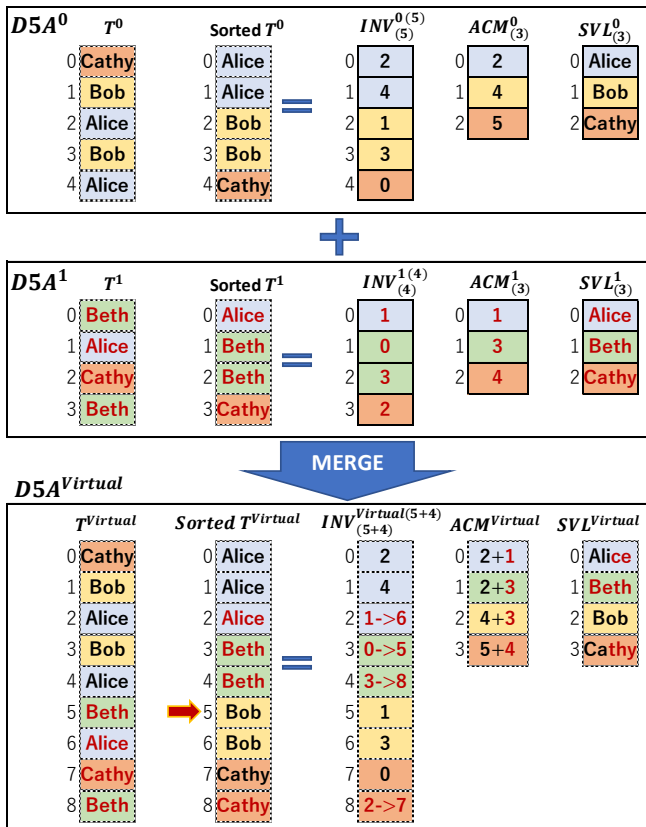 D5A^0 T^0 Sorted T^0 INV^0(5)_(5) ACM^0_(3) SVL^0_(3)
0 Cathy 0 Alice 0 2 0 2 0 Alice
1 Bob 1 Alice 1 4 1 4 1 Bob
2 Alice 2 Bob 2 1 2 5 2 Cathy
3 Bob 3 Bob 3 3
4 Alice 4 Cathy 4 0
D5A^1 T^1 Sorted T^1 INV^1(4)_(4) ACM^1_(3) SVL^1_(3)
0 Beth 0 Alice 0 1 0 1 0 Alice
1 Alice 1 Beth 1 0 1 3 1 Beth
2 Cathy 2 Beth 2 3 2 4 2 Cathy
3 Beth 3 Cathy 3 2
MERGE
D5A^Virtual
T^Virtual Sorted T^Virtual INV^Virtual(5+4)_(5+4) ACM^Virtual SVL^Virtual
0 Cathy 0 Alice 0 2 0 2+1 0 Alice
1 Bob 1 Alice 1 4 1 2+3 1 Beth
2 Alice 2 Alice 2 1->6 2 4+3 2 Bob
3 Bob 3 Beth 3 0->5 3 5+4 3 Cathy
4 Alice 4 Beth 4 3->8
5 Beth 5 Bob 5 1
6 Alice 6 Bob 6 3
7 Cathy 7 Cathy 7 0
8 Beth 8 Cathy 8 2->7